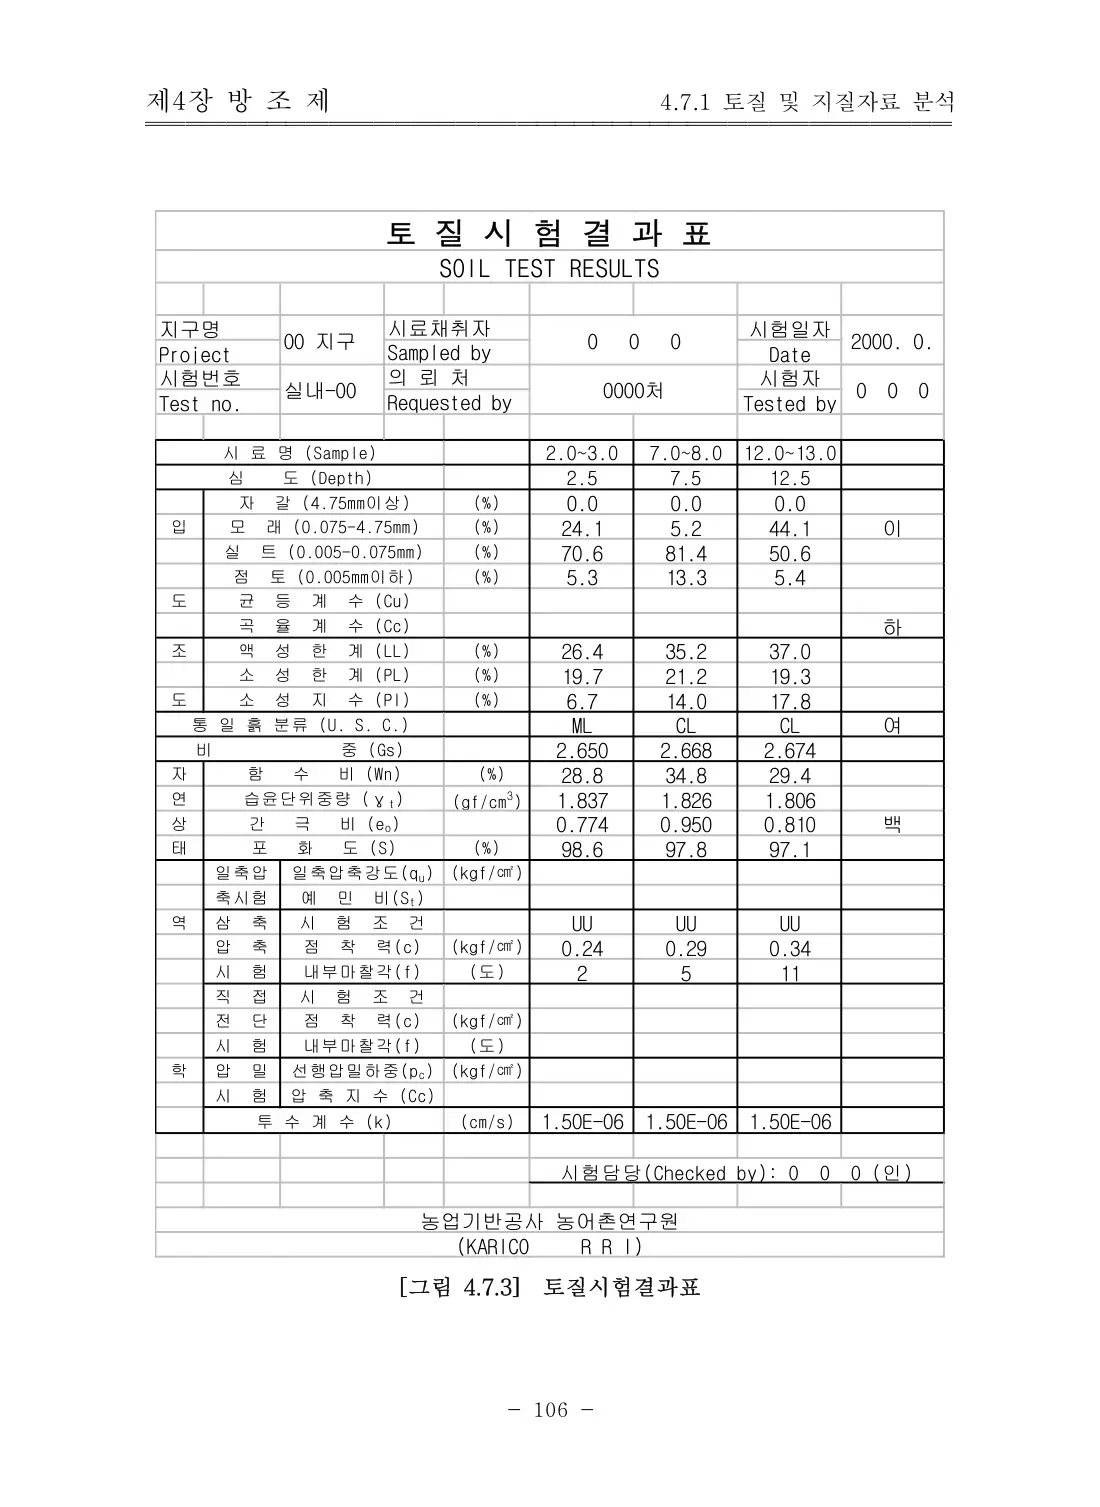 제4장 방 조 제 4.7.1 토질 및 지질자료 분석
토 질 시 험 결 과 표
SOIL TEST RESULTS
지구명 00 지구 시료채취자 0 0 0 시험일자 2000. 0.
Project Sampled by Date
시험번호 실내-00 의 뢰 처 0000처 시험자 0 0 0
Test no. Requested by Tested by
시 료 명 (Sample) 2.0~3.0 7.0~8.0 12.0~13.0
심 도 (Depth) 2.5 7.5 12.5
자 갈 (4.75mm이상) (%) 0.0 0.0 0.0
입 모 래 (0.075-4.75mm) (%) 24.1 5.2 44.1 이
실 트 (0.005-0.075mm) (%) 70.6 81.4 50.6
점 토 (0.005mm이하) (%) 5.3 13.3 5.4
도 균 등 계 수 (Cu)
곡 율 계 수 (Cc) 하
조 액 성 한 계 (LL) (%) 26.4 35.2 37.0
소 성 한 계 (PL) (%) 19.7 21.2 19.3
도 소 성 지 수 (PI) (%) 6.7 14.0 17.8
통 일 흙 분류 (U. S. C.) ML CL CL 여
비 중 (Gs) 2.650 2.668 2.674
자 함 수 비 (Wn) (%) 28.8 34.8 29.4
연 습윤단위중량 (γt) (gf/cm³) 1.837 1.826 1.806
상 간 극 비 (eo) 0.774 0.950 0.810 백
태 포 화 도 (S) (%) 98.6 97.8 97.1
일축압 일축압축강도(qu) (kgf/㎠)
축시험 예 민 비(St)
역 삼 축 시 험 조 건 UU UU UU
압 축 점 착 력(c) (kgf/㎠) 0.24 0.29 0.34
시 험 내부마찰각(f) (도) 2 5 11
직 접 시 험 조 건
전 단 점 착 력(c) (kgf/㎠)
시 험 내부마찰각(f) (도)
학 압 밀 선행압밀하중(pc) (kgf/㎠)
시 험 압 축 지 수 (Cc)
투 수 계 수 (k) (cm/s) 1.50E-06 1.50E-06 1.50E-06
시험담당(Checked by): 0 0 0 (인)
농업기반공사 농어촌연구원
(KARICO R R I)
[그림 4.7.3] 토질시험결과표
- 106 -